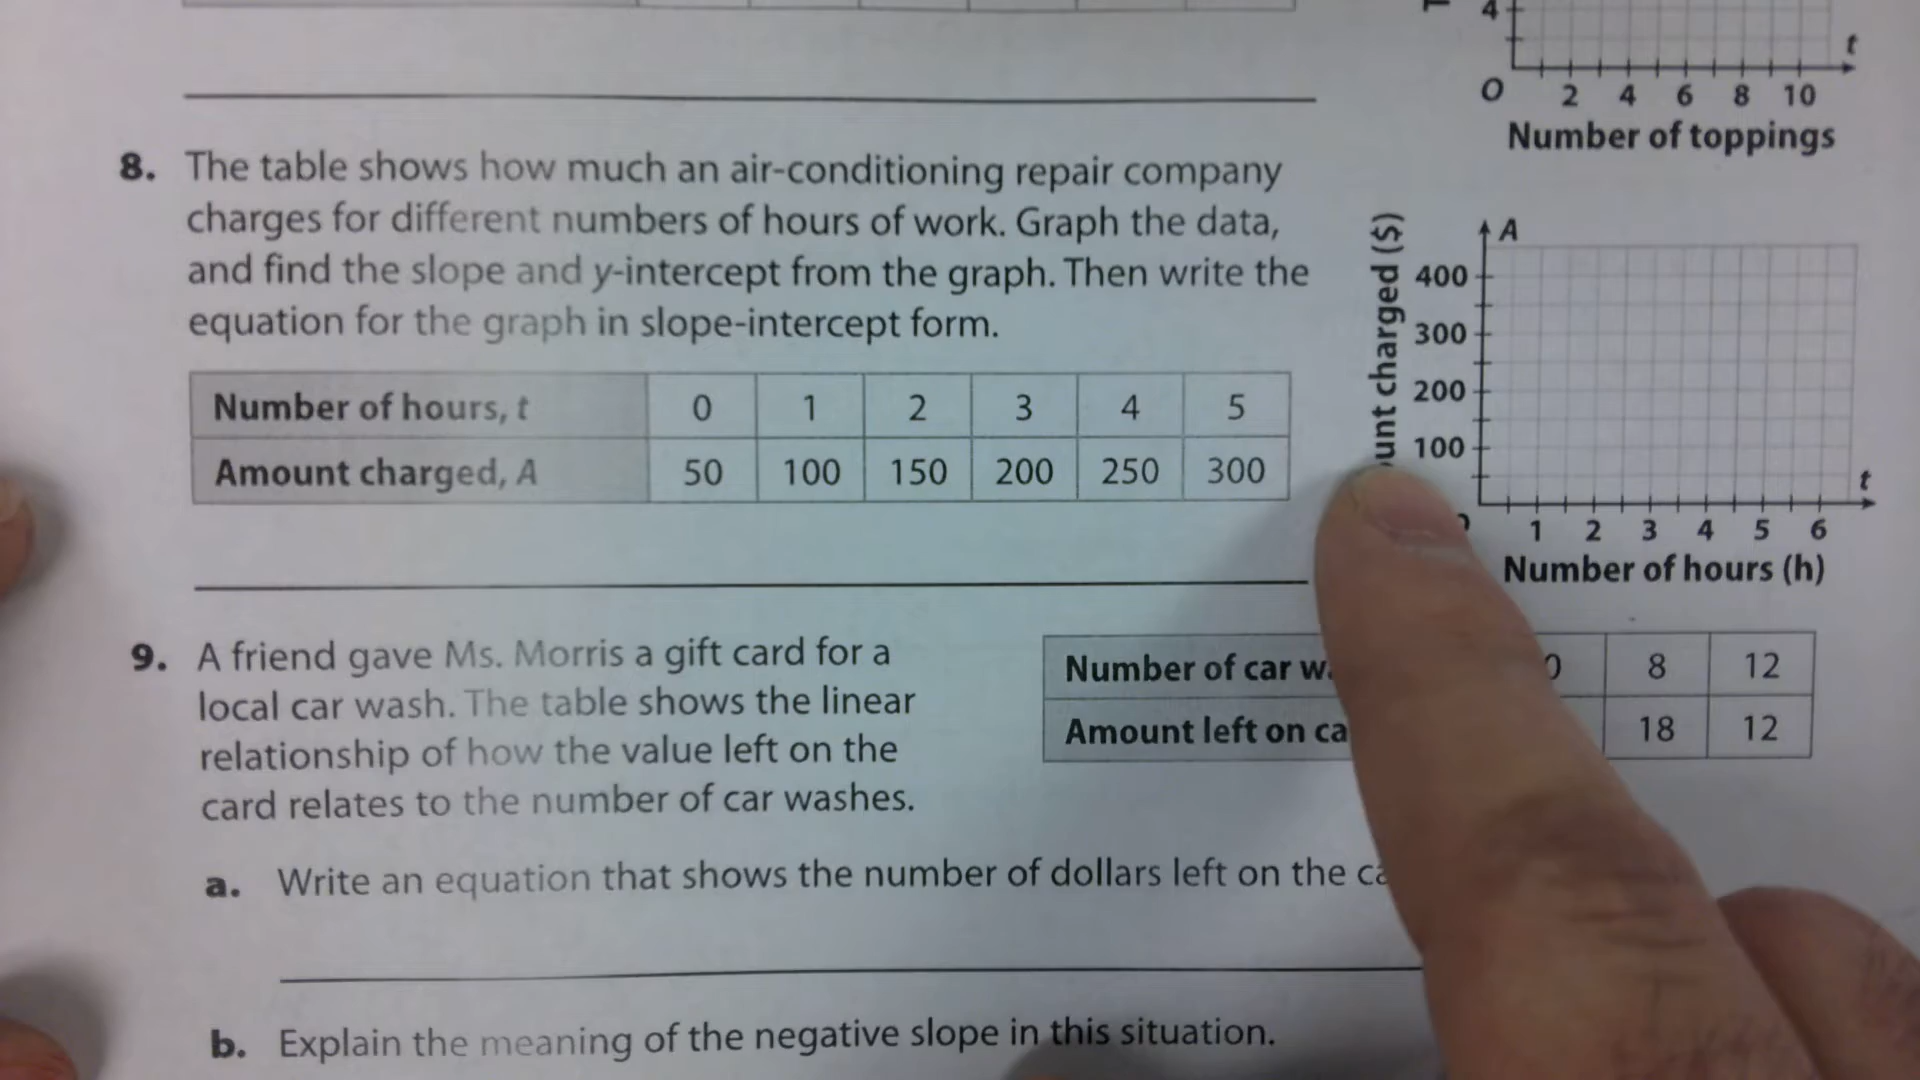 4
t
O 2 4 6 8 10
Number of toppings
8. The table shows how much an air-conditioning repair company
charges for different numbers of hours of work. Graph the data,
and find the slope and y-intercept from the graph. Then write the
equation for the graph in slope-intercept form.
Number of hours, t 0 1 2 3 4 5
Amount charged, A 50 100 150 200 250 300
A
charged ($)
400
300
200
100
t
1 2 3 4 5 6
Number of hours (h)
9. A friend gave Ms. Morris a gift card for a
local car wash. The table shows the linear
relationship of how the value left on the
card relates to the number of car washes.
Number of car 8 12
Amount left on 18 12
a. Write an equation that shows the number of dollars left on the
b. Explain the meaning of the negative slope in this situation.